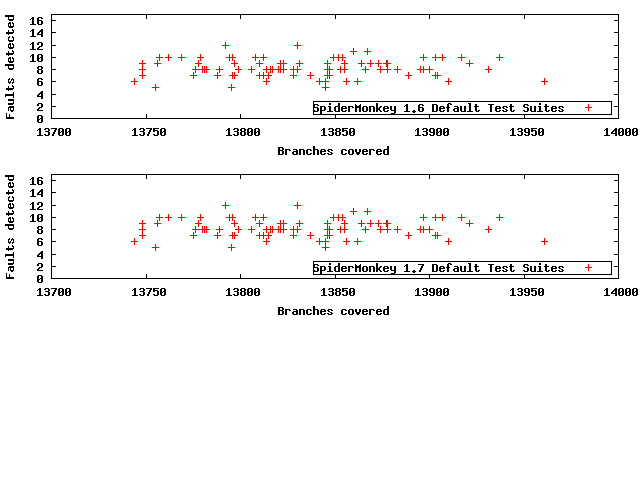 Faults detected
16
14
12
10
8
6
4
2
0
13700 13750 13800 13850 13900 13950 14000
Branches covered
SpiderMonkey 1.6 Default Test Suites
Faults detected
16
14
12
10
8
6
4
2
0
13700 13750 13800 13850 13900 13950 14000
Branches covered
SpiderMonkey 1.7 Default Test Suites